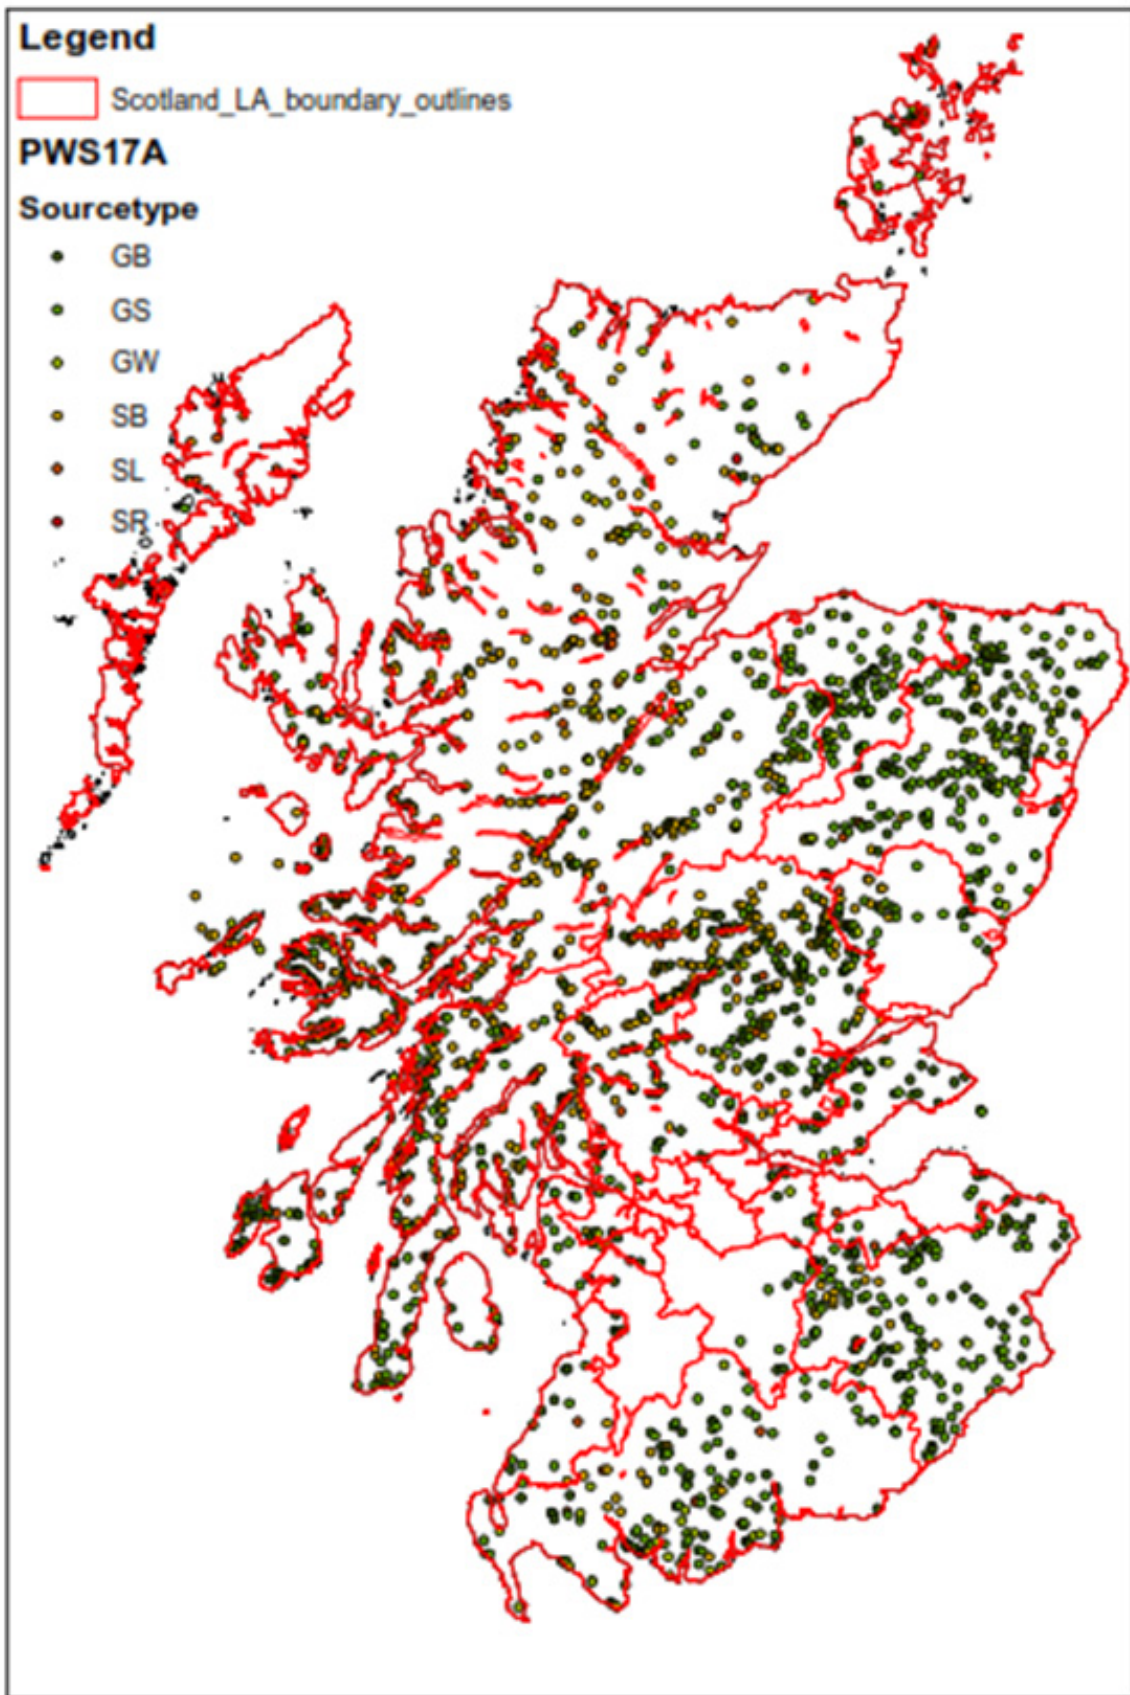 Legend
Scotland_LA_boundary_outlines
PWS17A
Sourcetype
GB
GS
GW
SB
SL
SR